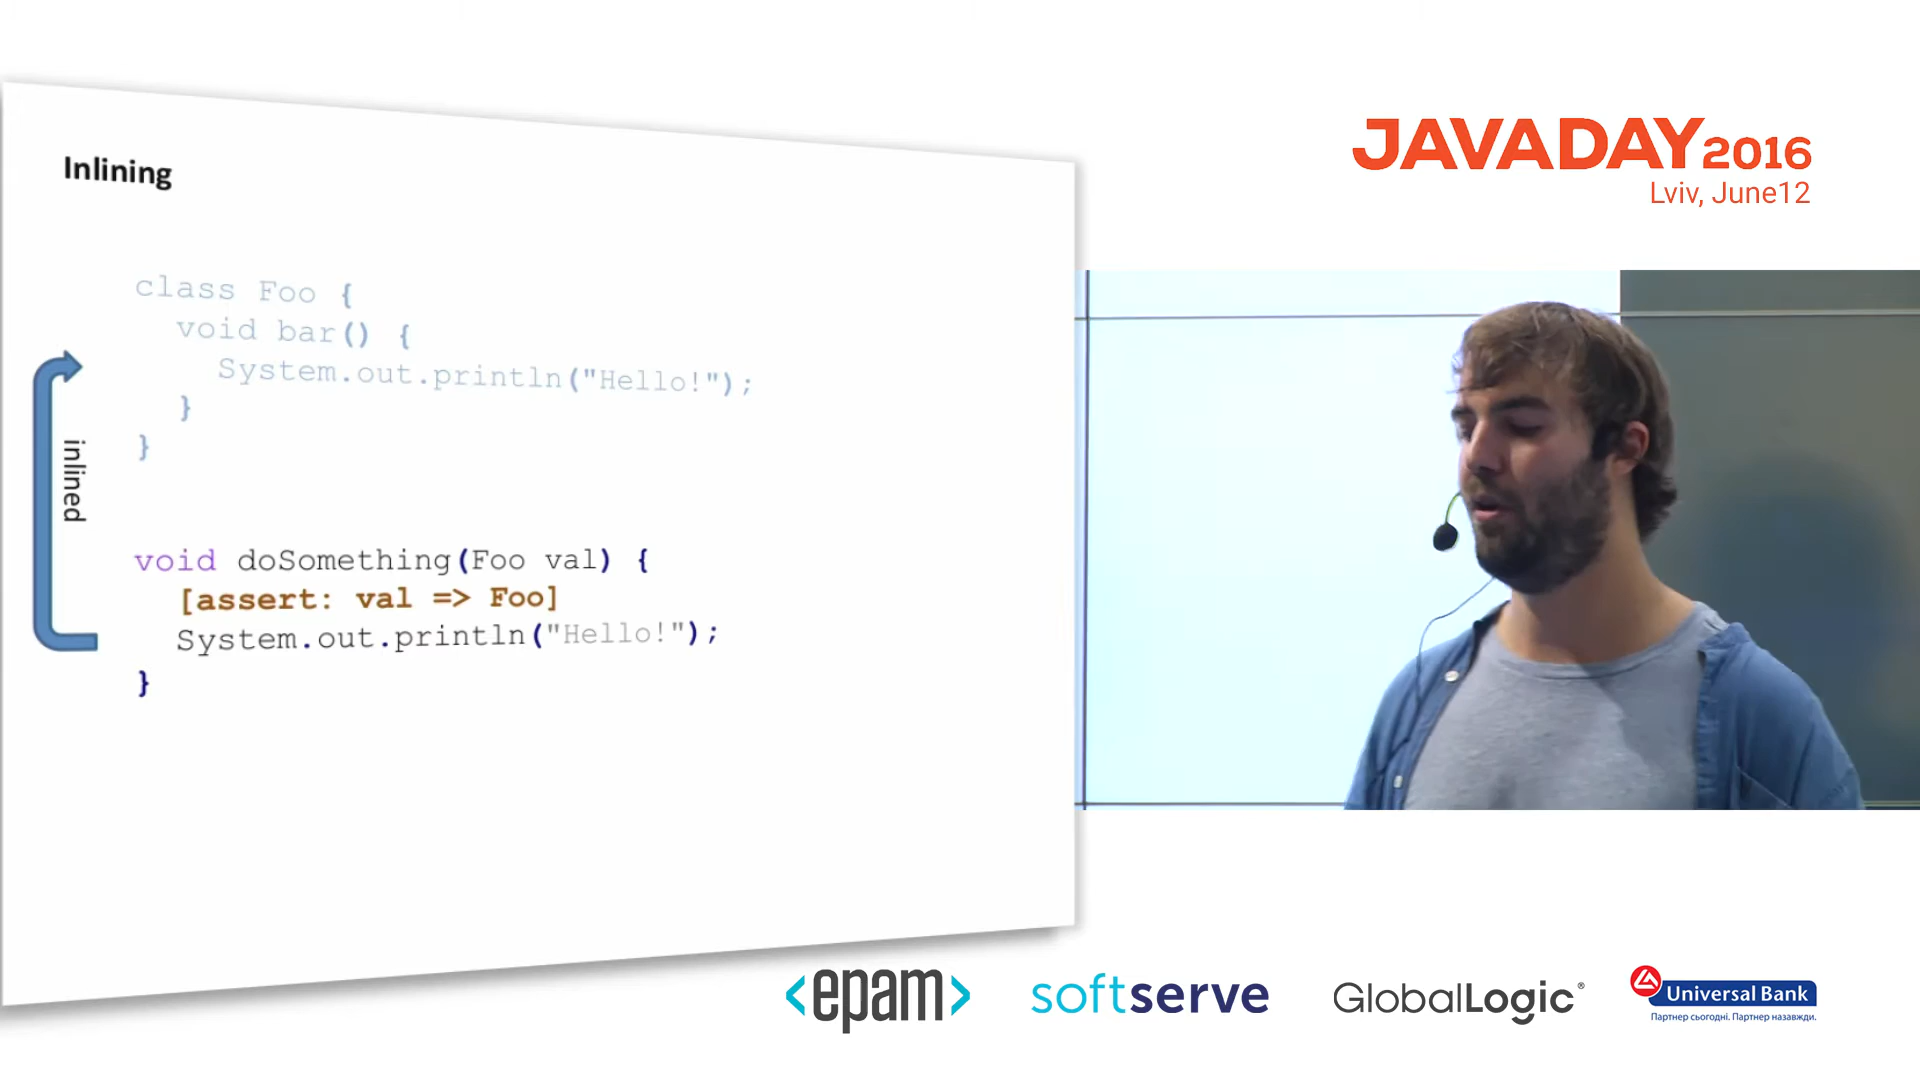 Inlining
class Foo {
void bar() {
System.out.println("Hello!");
}
}
inlined
void doSomething(Foo val) {
[assert: val => Foo]
System.out.println("Hello!");
}
JAVADAY2016
Lviv, June12
<epam>
softserve
GlobalLogic®
Universal Bank
Партнер сьогодні. Партнер назавжди.